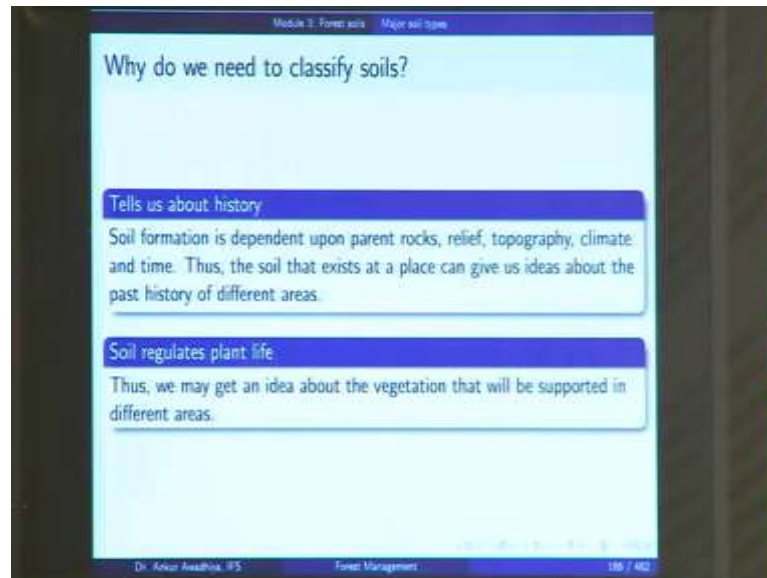 Module 3: Forest soils Major soil types
Why do we need to classify soils?
Tells us about history
Soil formation is dependent upon parent rocks, relief, topography, climate
and time. Thus, the soil that exists at a place can give us ideas about the
past history of different areas.
Soil regulates plant life
Thus, we may get an idea about the vegetation that will be supported in
different areas.
Dr. Ankur Awadhiya, IFS Forest Management 186 / 482